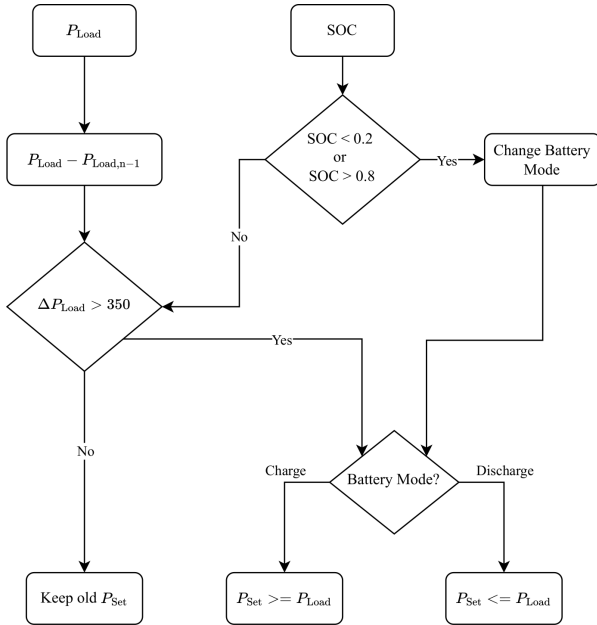 P_Load
SOC
P_Load − P_Load,n−1
SOC < 0.2
or
SOC > 0.8
Yes
Change Battery
Mode
No
ΔP_Load > 350
Yes
No
Charge
Battery Mode?
Discharge
Keep old P_Set
P_Set >= P_Load
P_Set <= P_Load